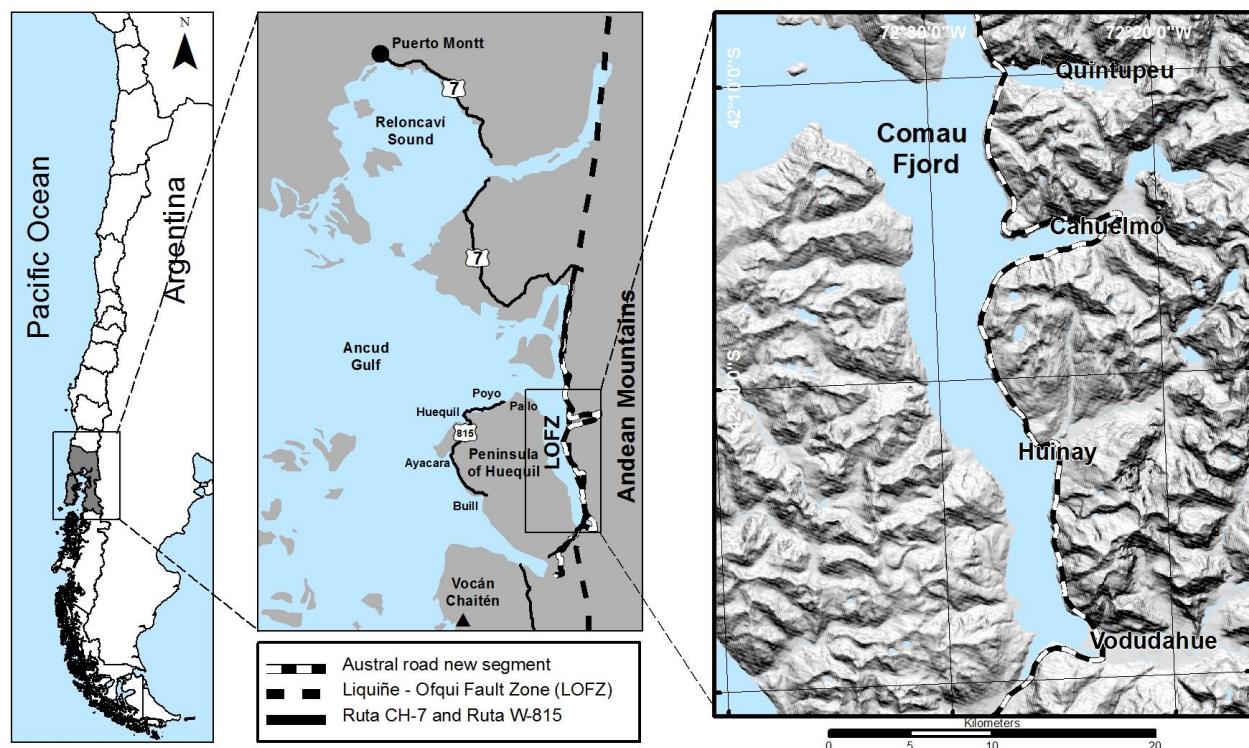 N
Pacific Ocean
Argentina
Puerto Montt
7
Reloncaví
Sound
7
Ancud
Gulf
Poyo
Pillo
Huequil
815
Ayacara
Peninsula
of Huequil
Buill
LOFZ
Andean Mountains
Vocán
Chaitén
Austral road new segment
Liquiñe - Ofqui Fault Zone (LOFZ)
Ruta CH-7 and Ruta W-815
72°30'0"W
72°20'0"W
42°10'0"S
0'0"S
Quintupeu
Comau
Fjord
Cahuelmó
Huinay
Vodudahue
Kilometers
0 5 10 20